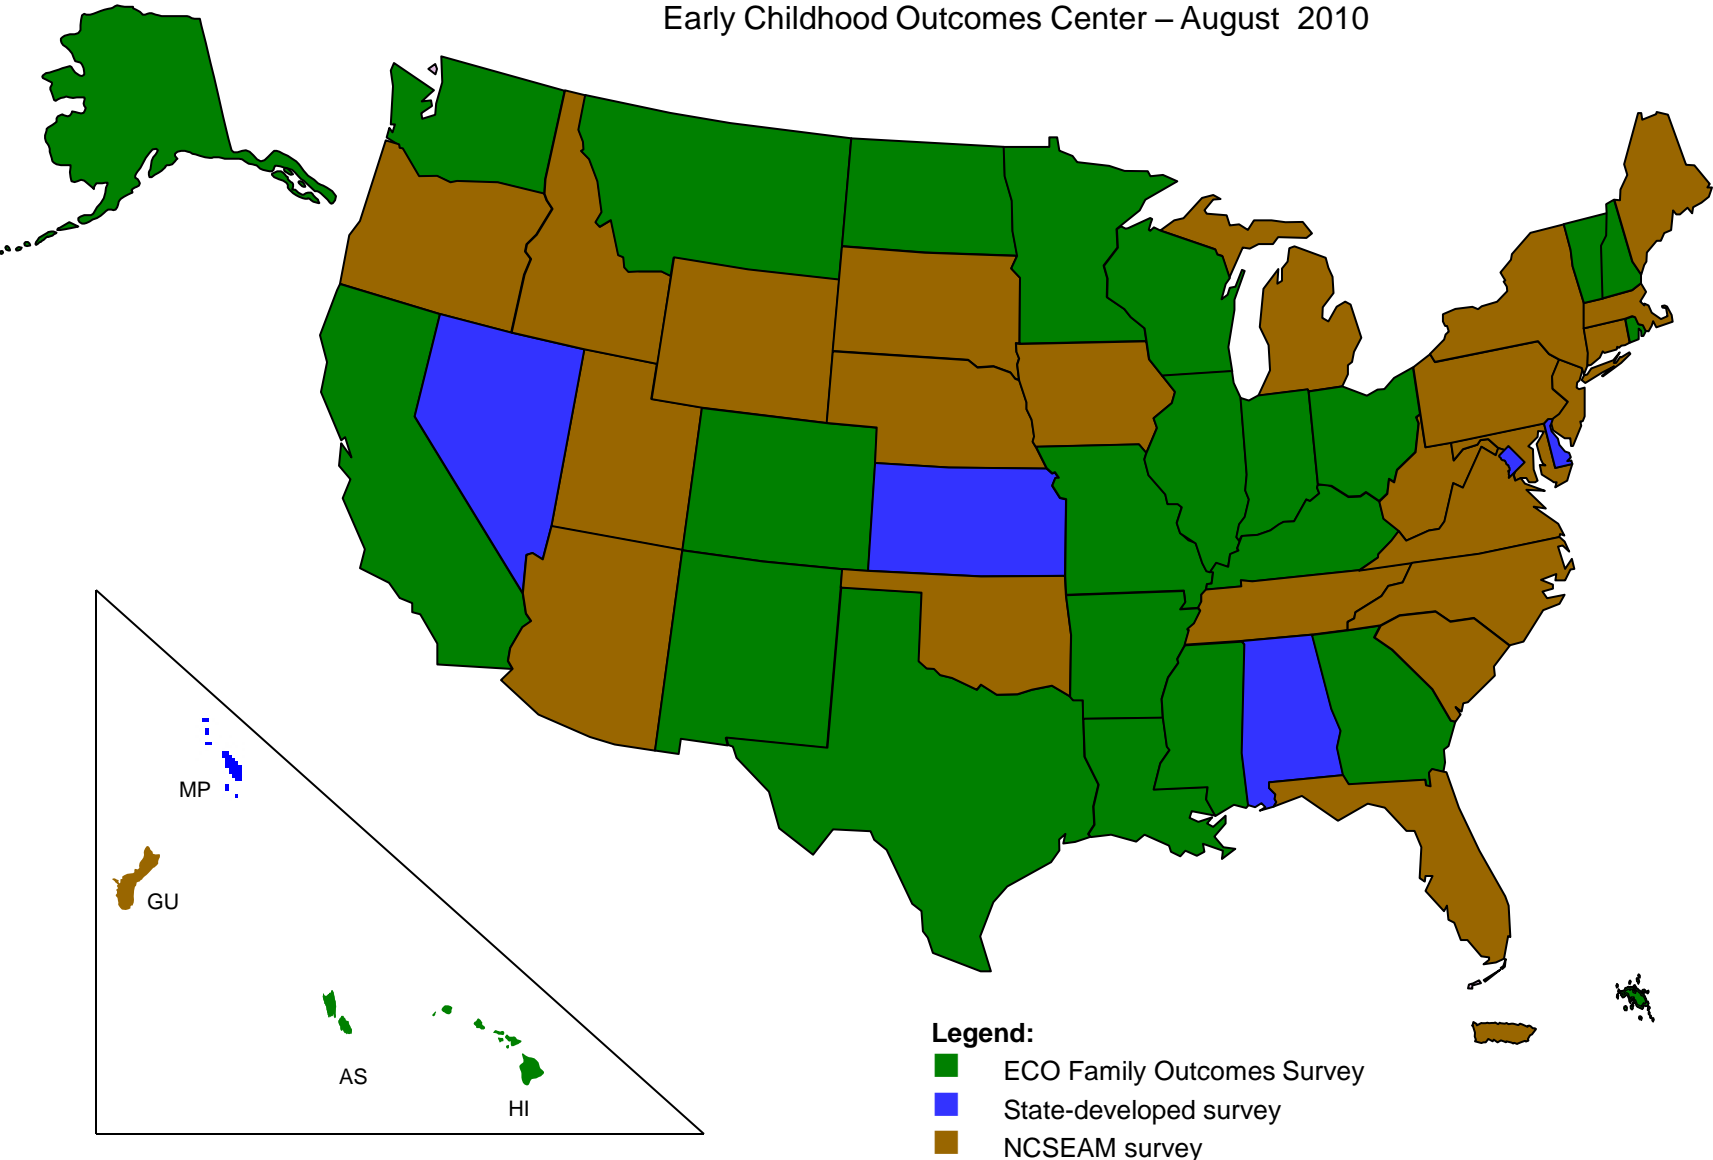 Early Childhood Outcomes Center – August 2010
MP
GU
AS
HI
Legend:
ECO Family Outcomes Survey
State-developed survey
NCSEAM survey